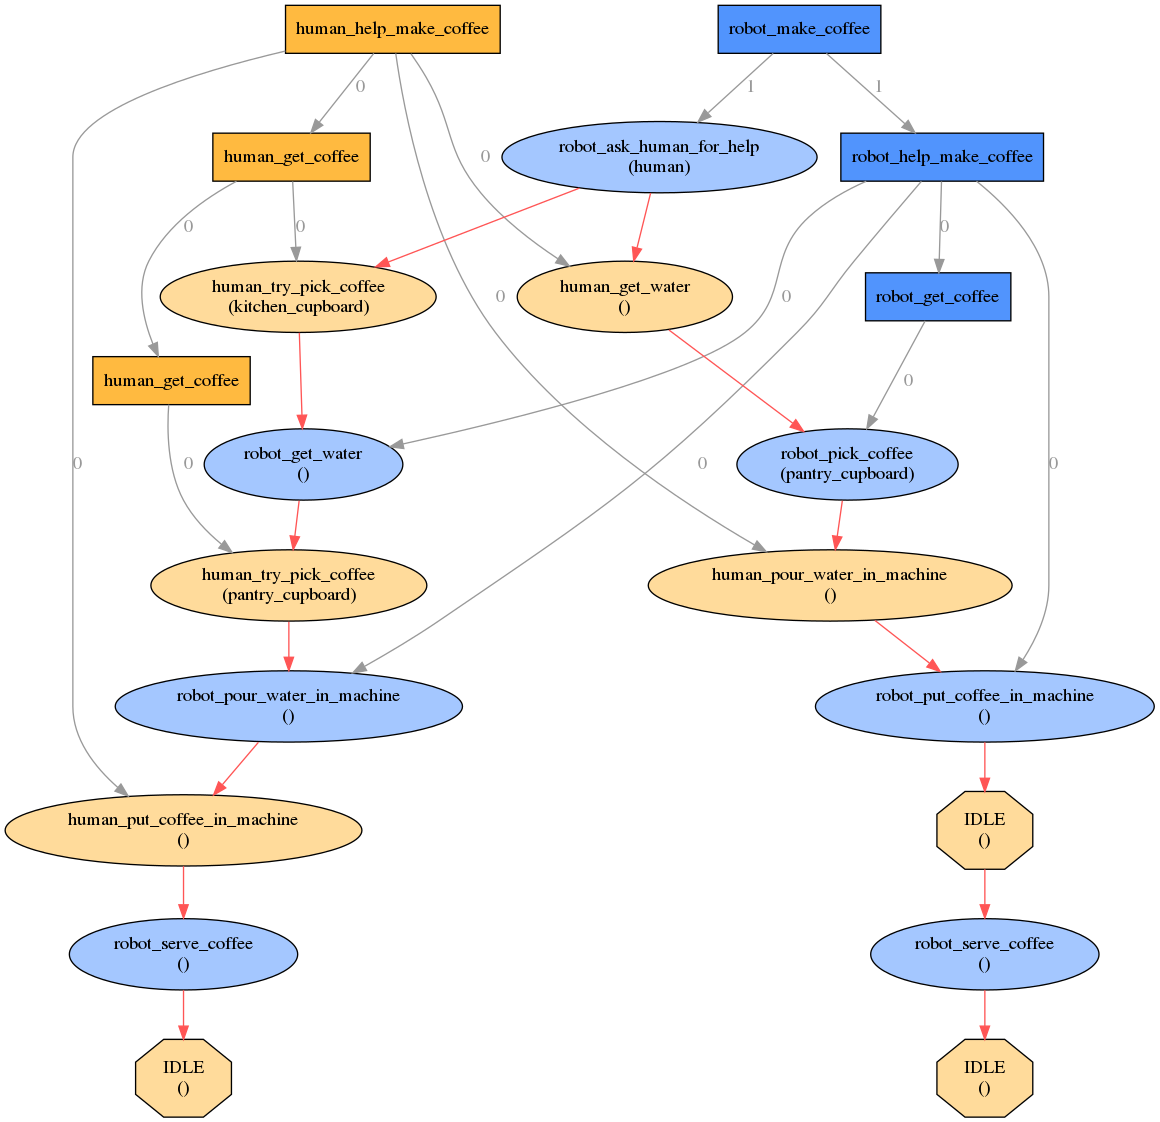 human_help_make_coffee
robot_make_coffee
0
1
1
human_get_coffee
robot_ask_human_for_help
(human)
robot_help_make_coffee
0
0
0
0
human_try_pick_coffee
(kitchen_cupboard)
human_get_water
()
0
0
robot_get_coffee
human_get_coffee
0
0
0
robot_get_water
()
0
robot_pick_coffee
(pantry_cupboard)
0
human_try_pick_coffee
(pantry_cupboard)
human_pour_water_in_machine
()
robot_pour_water_in_machine
()
robot_put_coffee_in_machine
()
human_put_coffee_in_machine
()
IDLE
()
robot_serve_coffee
()
robot_serve_coffee
()
IDLE
()
IDLE
()